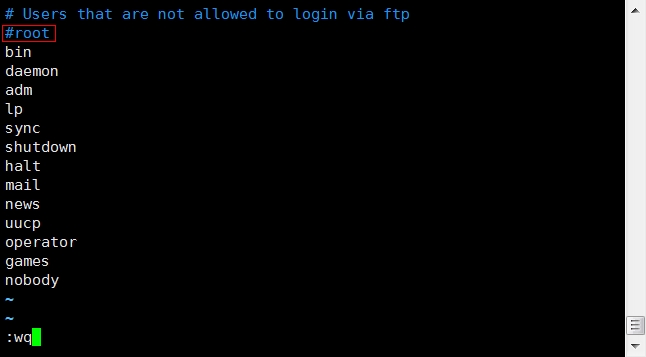 # Users that are not allowed to login via ftp
#root
bin
daemon
adm
lp
sync
shutdown
halt
mail
news
uucp
operator
games
nobody
~
~
:wq